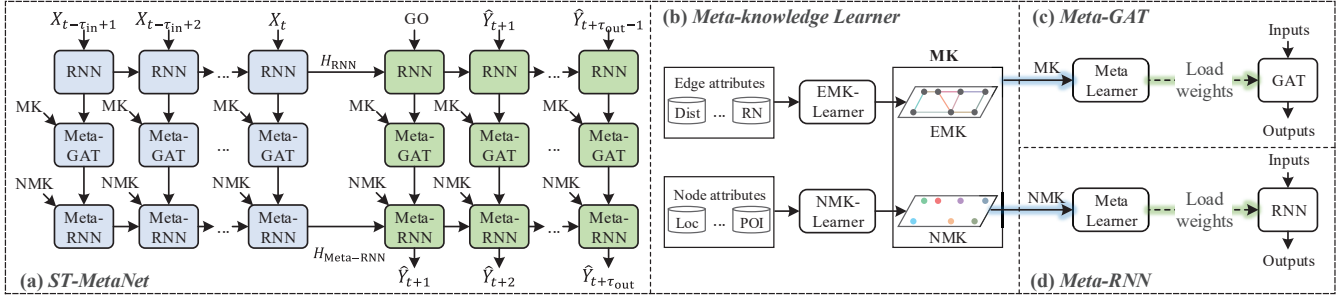 X_{t−τ_in+1} X_{t−τ_in+2} X_t GO Ŷ_{t+1} Ŷ_{t+τ_out−1}
RNN RNN ... RNN H_RNN RNN RNN ... RNN
MK MK MK MK MK MK
Meta-GAT Meta-GAT ... Meta-GAT Meta-GAT Meta-GAT ... Meta-GAT
NMK NMK NMK NMK NMK NMK
Meta-RNN Meta-RNN ... Meta-RNN H_Meta−RNN Meta-RNN Meta-RNN ... Meta-RNN
Ŷ_{t+1} Ŷ_{t+2} Ŷ_{t+τ_out}
(a) ST-MetaNet
(b) Meta-knowledge Learner
Edge attributes
Dist ... RN
EMK-
Learner
MK
EMK
Node attributes
Loc ... POI
NMK-
Learner
NMK
(c) Meta-GAT
MK
Meta
Learner
Load
weights
Inputs
GAT
Outputs
NMK
Meta
Learner
Load
weights
Inputs
RNN
Outputs
(d) Meta-RNN